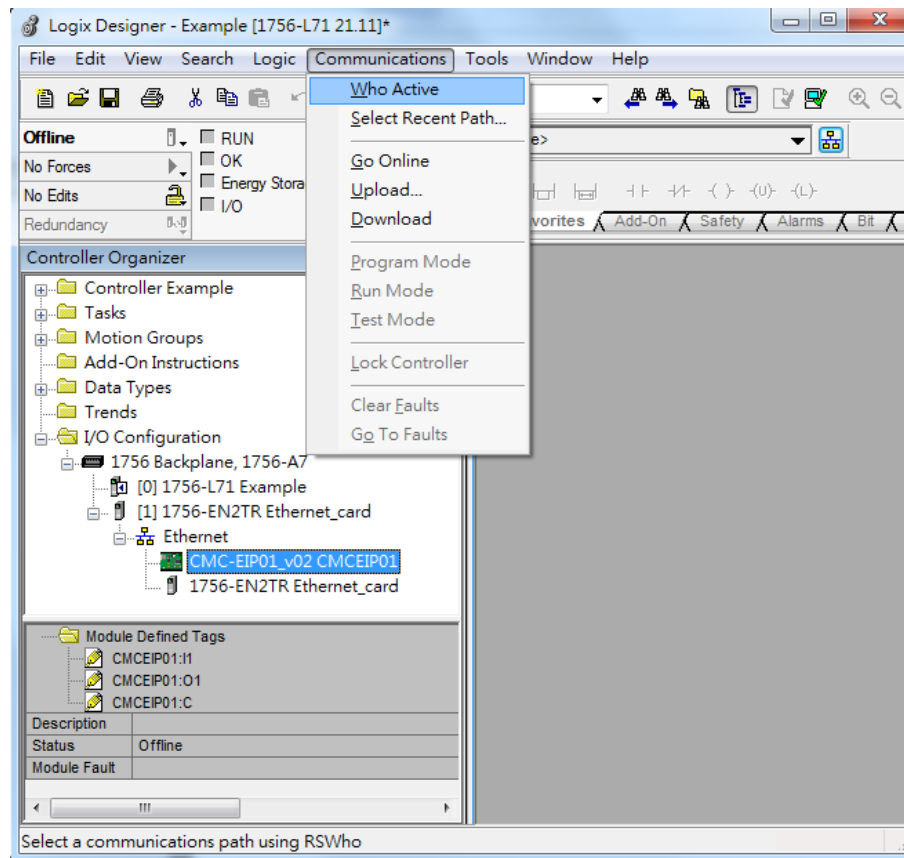 Logix Designer - Example [1756-L71 21.11]*
File Edit View Search Logic Communications Tools Window Help
Who Active
Select Recent Path...
Go Online
Upload...
Download
Program Mode
Run Mode
Test Mode
Lock Controller
Clear Faults
Go To Faults
Offline
RUN
No Forces
OK
No Edits
Energy Stora
I/O
Redundancy
e>
vorites Add-On Safety Alarms Bit
Controller Organizer
Controller Example
Tasks
Motion Groups
Add-On Instructions
Data Types
Trends
I/O Configuration
1756 Backplane, 1756-A7
[0] 1756-L71 Example
[1] 1756-EN2TR Ethernet_card
Ethernet
CMC-EIP01_v02 CMCEIP01
1756-EN2TR Ethernet_card
Module Defined Tags
CMCEIP01:I1
CMCEIP01:O1
CMCEIP01:C
Description
Status Offline
Module Fault
Select a communications path using RSWho